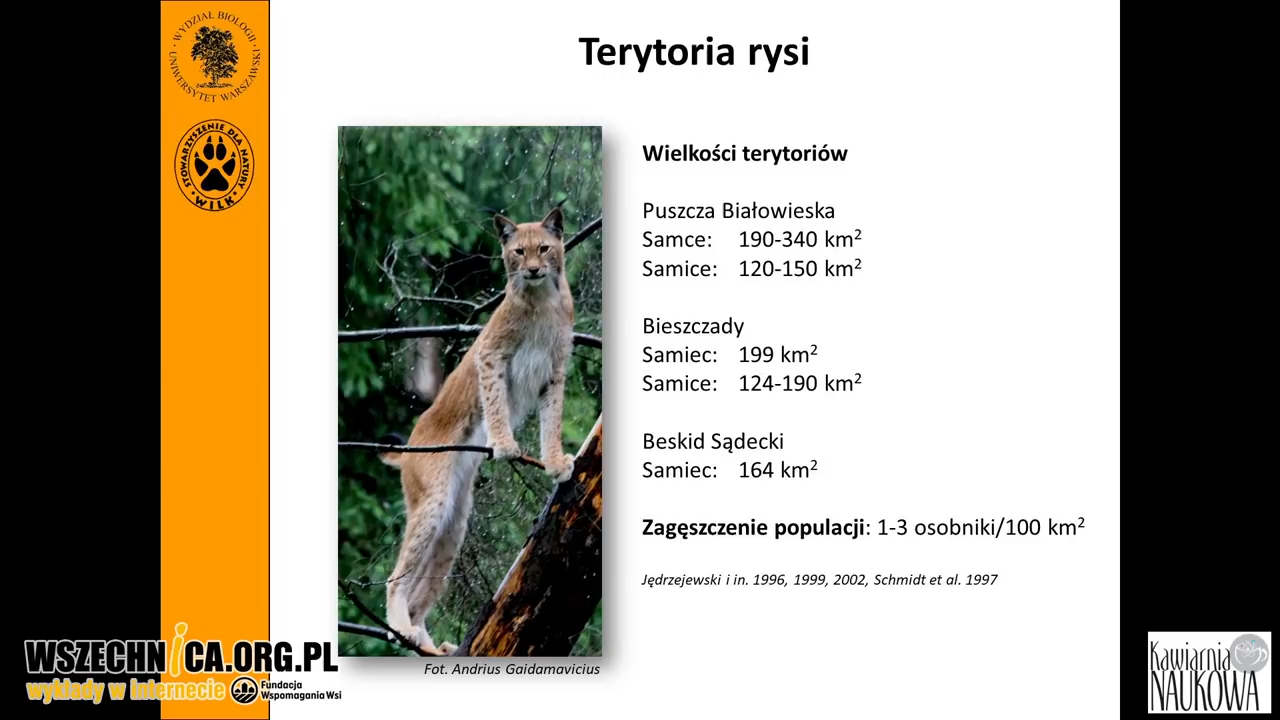 WYDZIAŁ BIOLOGII
UNIWERSYTET WARSZAWSKI
STOWARZYSZENIE DLA NATURY
WILK
Terytoria rysi
Wielkości terytoriów
Puszcza Białowieska
Samce: 190-340 km²
Samice: 120-150 km²
Bieszczady
Samiec: 199 km²
Samice: 124-190 km²
Beskid Sądecki
Samiec: 164 km²
Zagęszczenie populacji: 1-3 osobniki/100 km²
Jędrzejewski i in. 1996, 1999, 2002, Schmidt et al. 1997
Fot. Andrius Gaidamavicius
WSZECHNICA.ORG.PL
wykłady w internecie
Fundacja
Wspomagania Wsi
Kawiarnia
NAUKOWA